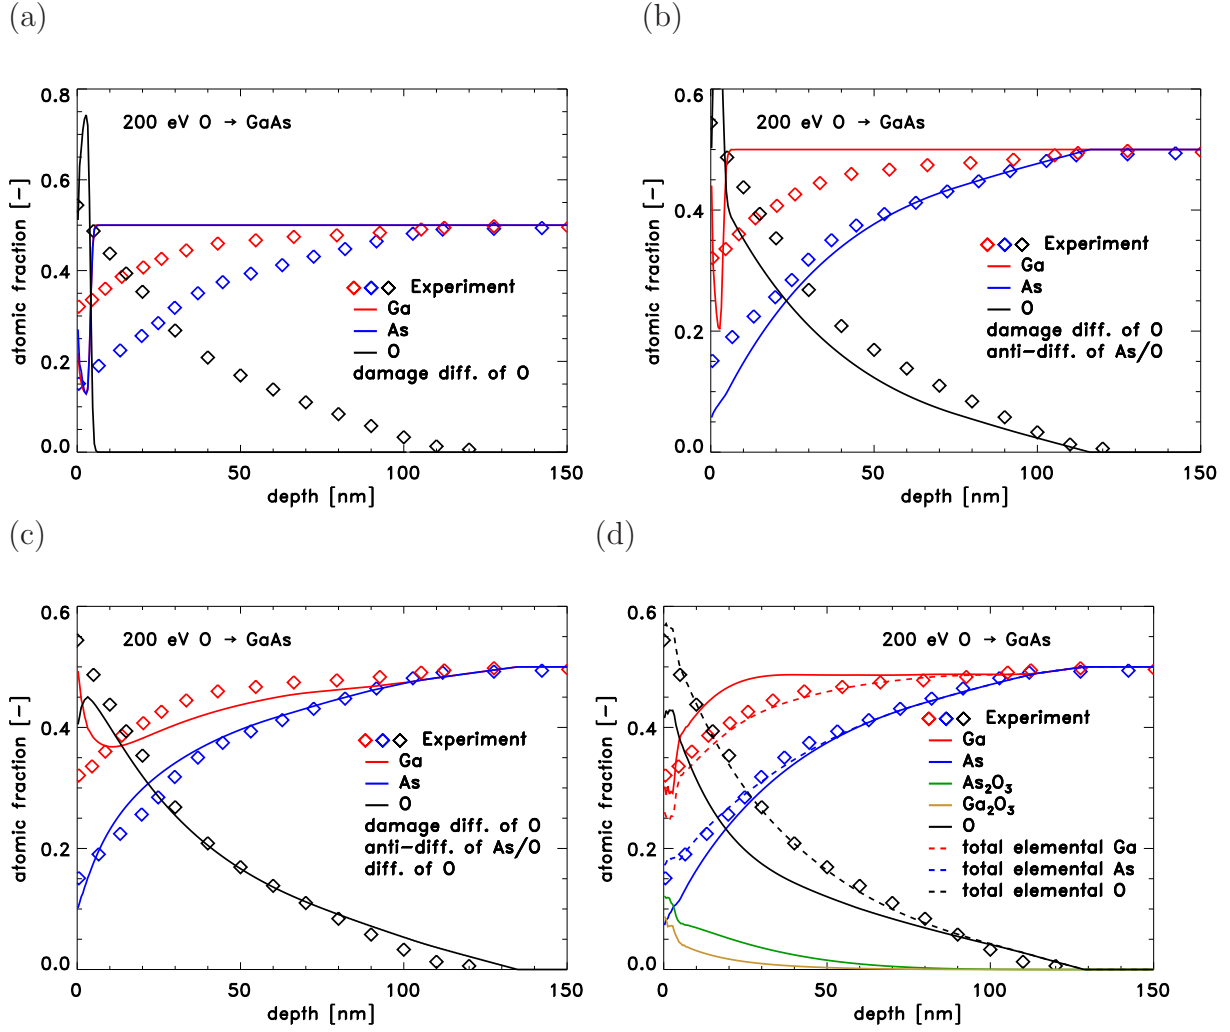 (a)
0.8
0.6
0.4
0.2
0.0
atomic fraction [-]
200 eV O → GaAs
Experiment
Ga
As
O
damage diff. of O
0
50
100
150
depth [nm]
(b)
0.6
0.4
0.2
0.0
atomic fraction [-]
200 eV O → GaAs
Experiment
Ga
As
O
damage diff. of O
anti-diff. of As/O
0
50
100
150
depth [nm]
(c)
0.6
0.4
0.2
0.0
atomic fraction [-]
200 eV O → GaAs
Experiment
Ga
As
O
damage diff. of O
anti-diff. of As/O
diff. of O
0
50
100
150
depth [nm]
(d)
0.6
0.4
0.2
0.0
atomic fraction [-]
200 eV O → GaAs
Experiment
Ga
As
As₂O₃
Ga₂O₃
O
total elemental Ga
total elemental As
total elemental O
0
50
100
150
depth [nm]